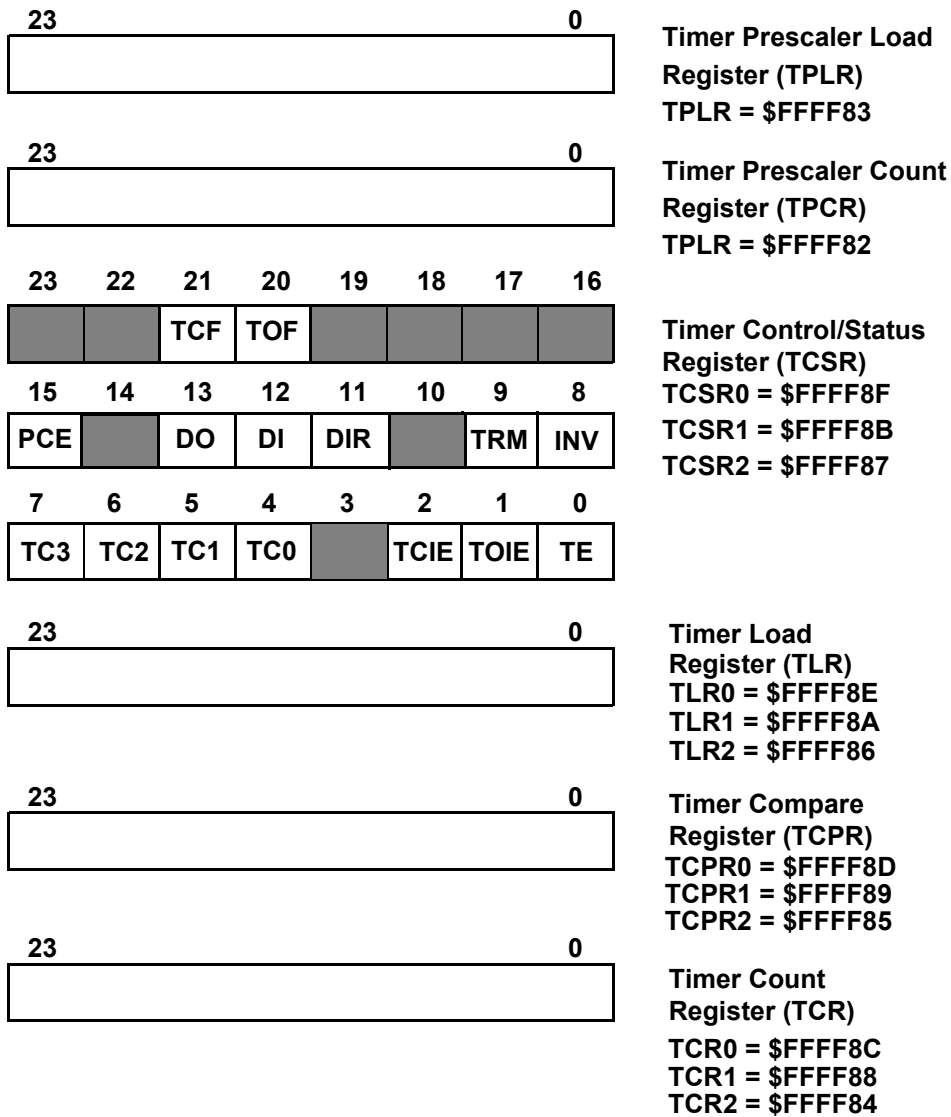 23 0
Timer Prescaler Load
Register (TPLR)
TPLR = $FFFF83
23 0
Timer Prescaler Count
Register (TPCR)
TPLR = $FFFF82
23 22 21 20 19 18 17 16
TCF TOF
Timer Control/Status
Register (TCSR)
TCSR0 = $FFFF8F
TCSR1 = $FFFF8B
TCSR2 = $FFFF87
15 14 13 12 11 10 9 8
PCE DO DI DIR TRM INV
7 6 5 4 3 2 1 0
TC3 TC2 TC1 TC0 TCIE TOIE TE
23 0
Timer Load
Register (TLR)
TLR0 = $FFFF8E
TLR1 = $FFFF8A
TLR2 = $FFFF86
23 0
Timer Compare
Register (TCPR)
TCPR0 = $FFFF8D
TCPR1 = $FFFF89
TCPR2 = $FFFF85
23 0
Timer Count
Register (TCR)
TCR0 = $FFFF8C
TCR1 = $FFFF88
TCR2 = $FFFF84